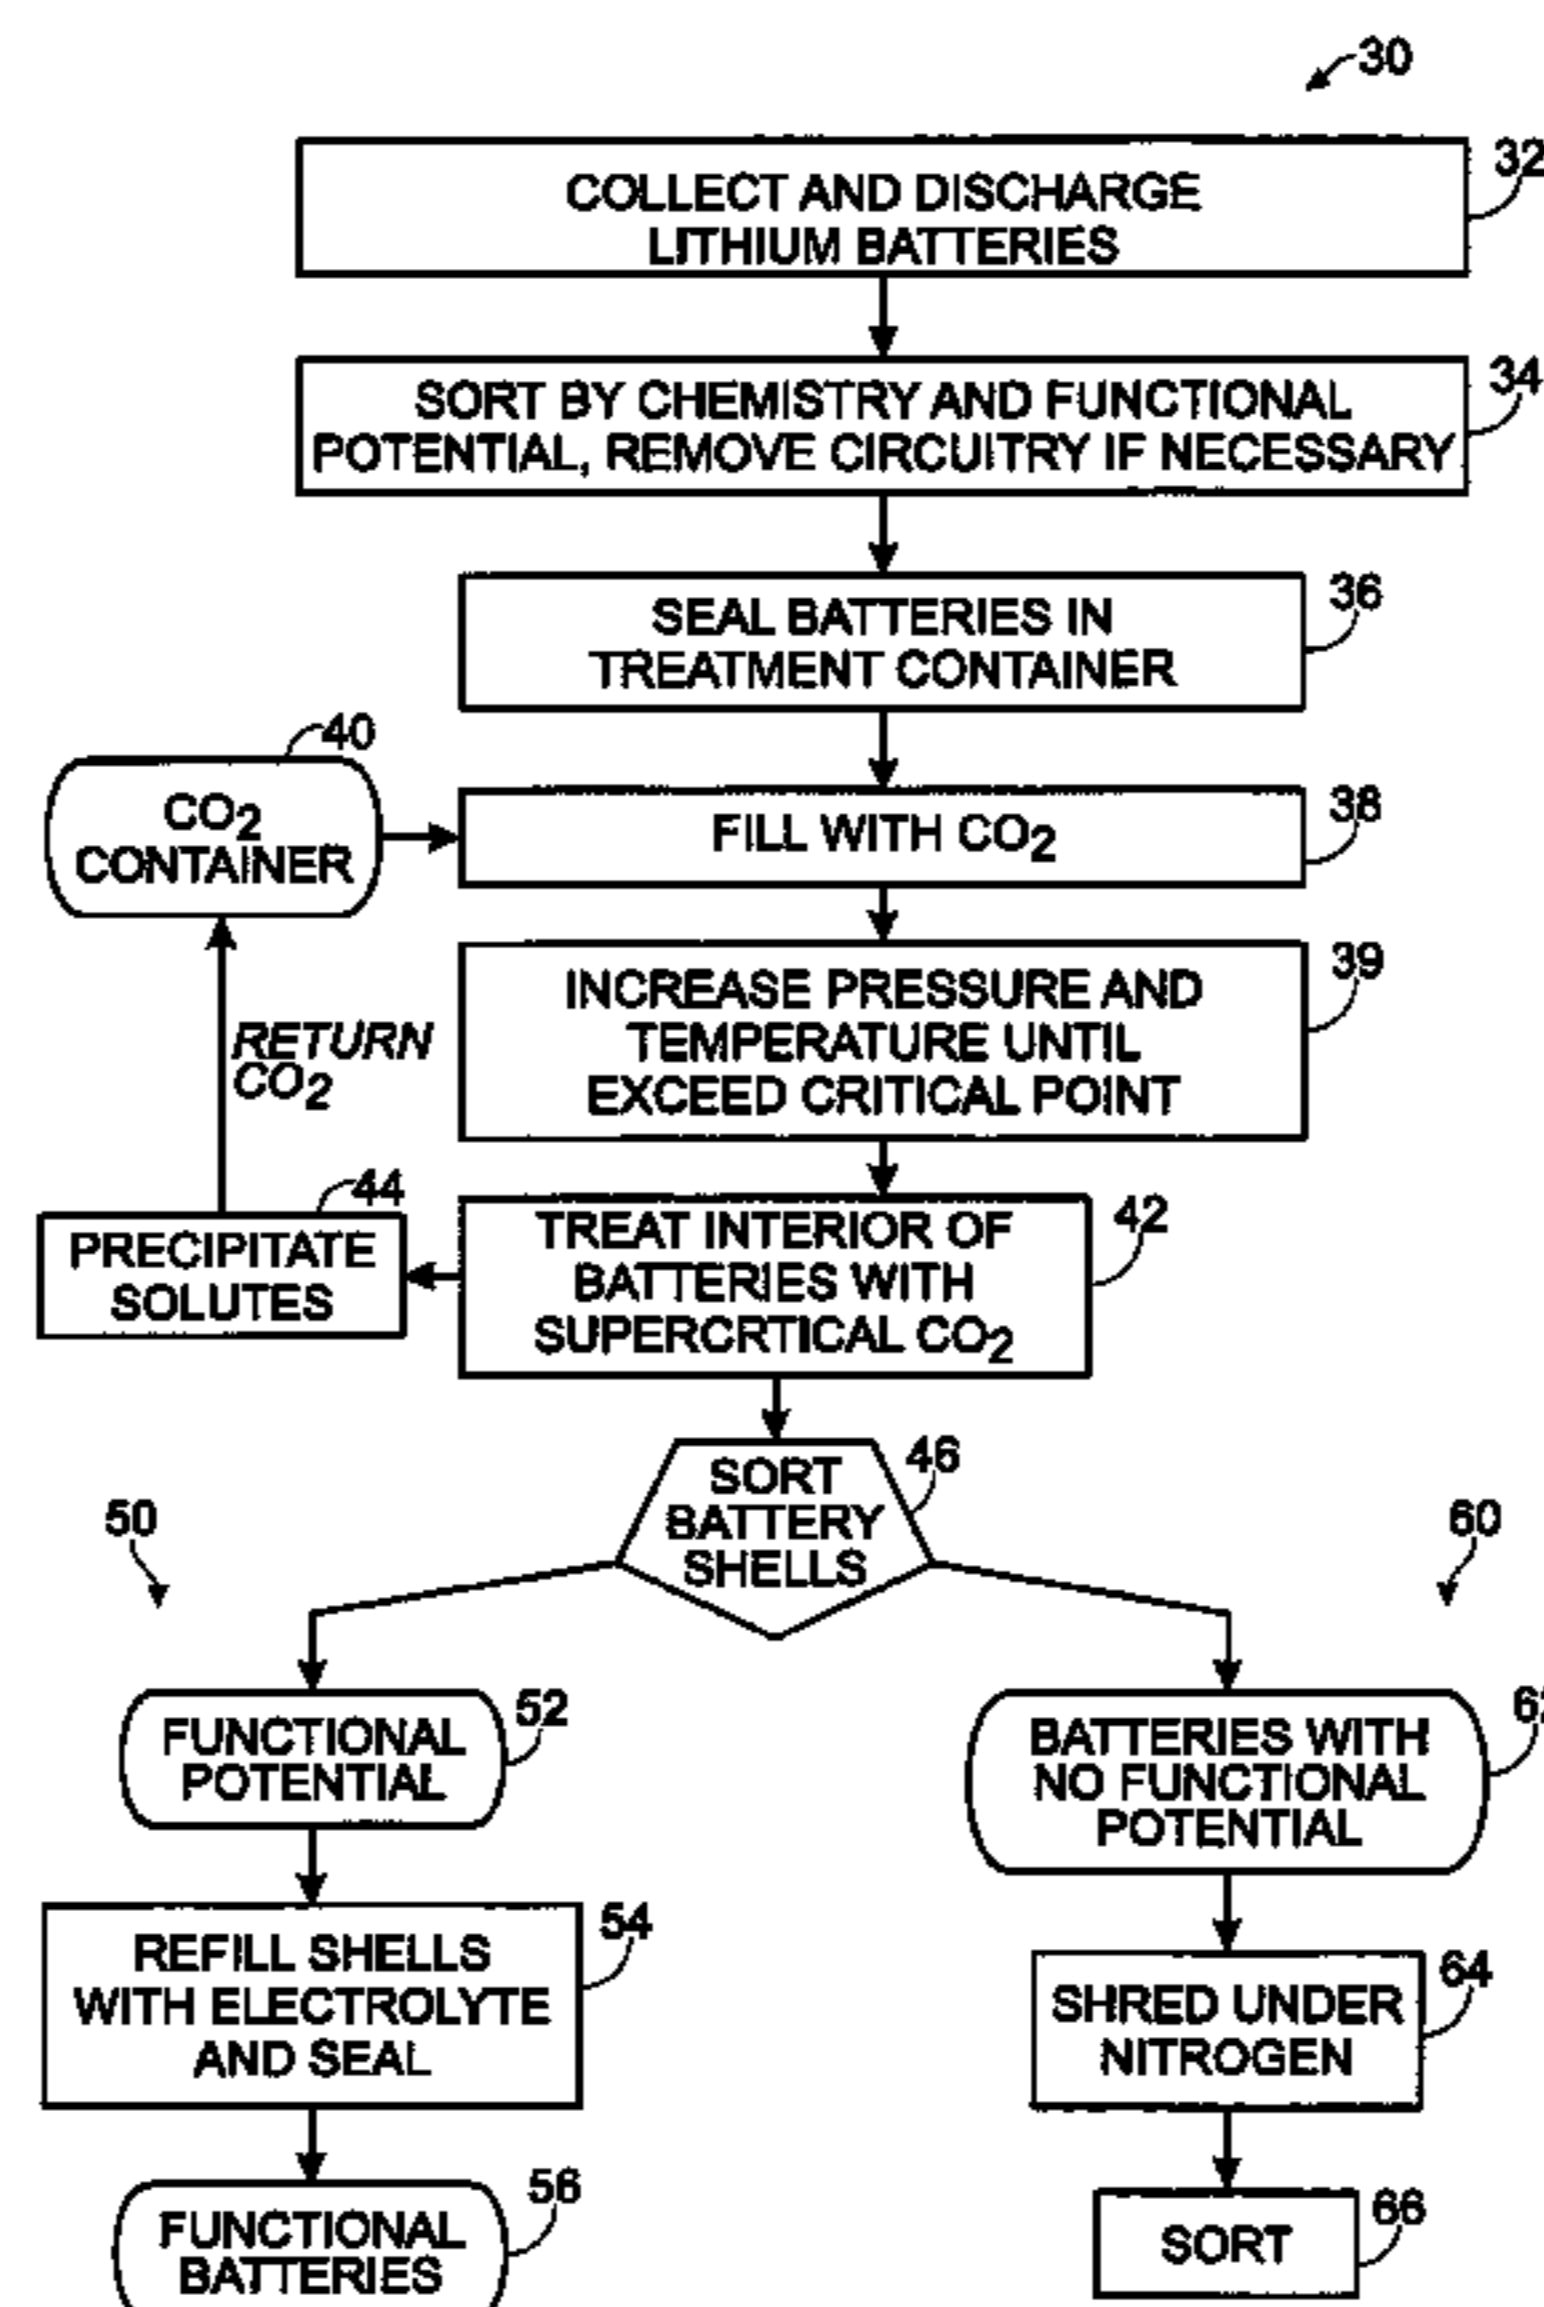 30
32
COLLECT AND DISCHARGE
LITHIUM BATTERIES
34
SORT BY CHEMISTRY AND FUNCTIONAL
POTENTIAL, REMOVE CIRCUITRY IF NECESSARY
36
SEAL BATTERIES IN
TREATMENT CONTAINER
40
CO2
CONTAINER
38
FILL WITH CO2
39
INCREASE PRESSURE AND
TEMPERATURE UNTIL
EXCEED CRITICAL POINT
RETURN
CO2
44
PRECIPITATE
SOLUTES
42
TREAT INTERIOR OF
BATTERIES WITH
SUPERCRTICAL CO2
46
SORT
BATTERY
SHELLS
50
60
52
FUNCTIONAL
POTENTIAL
62
BATTERIES WITH
NO FUNCTIONAL
POTENTIAL
54
REFILL SHELLS
WITH ELECTROLYTE
AND SEAL
64
SHRED UNDER
NITROGEN
56
FUNCTIONAL
BATTERIES
66
SORT